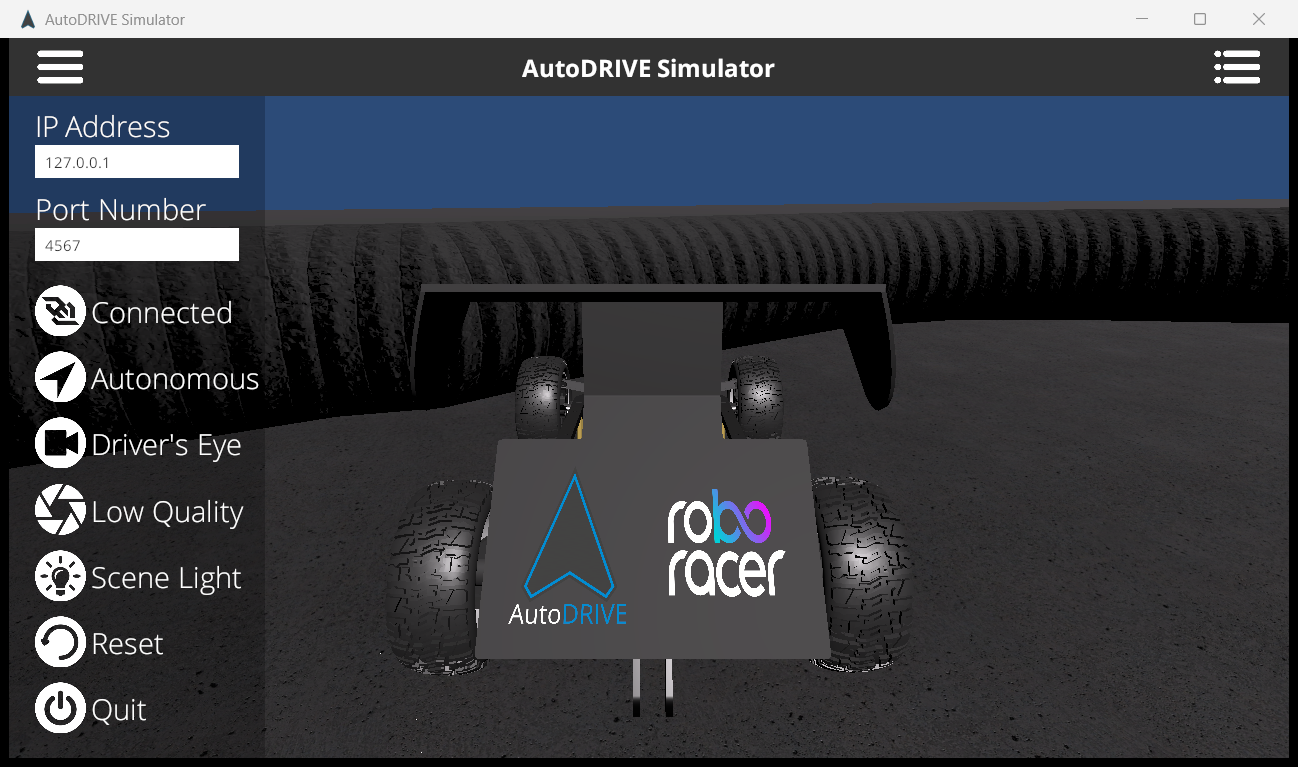 AutoDRIVE Simulator
AutoDRIVE Simulator
IP Address
127.0.0.1
Port Number
4567
Connected
Autonomous
Driver's Eye
Low Quality
Scene Light
Reset
Quit
AutoDRIVE
robo
racer